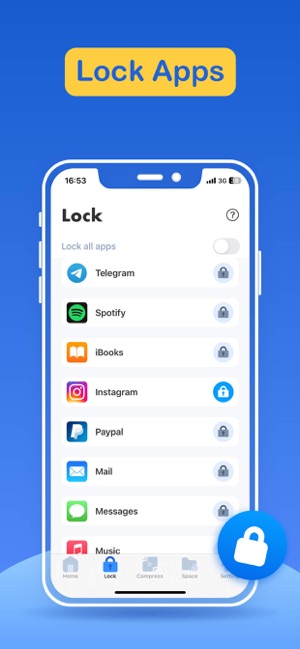 Lock Apps
16:53
3G
Lock
?
Lock all apps
Telegram
Spotify
iBooks
Instagram
Paypal
Mail
Messages
Music
Home
Lock
Compress
Space